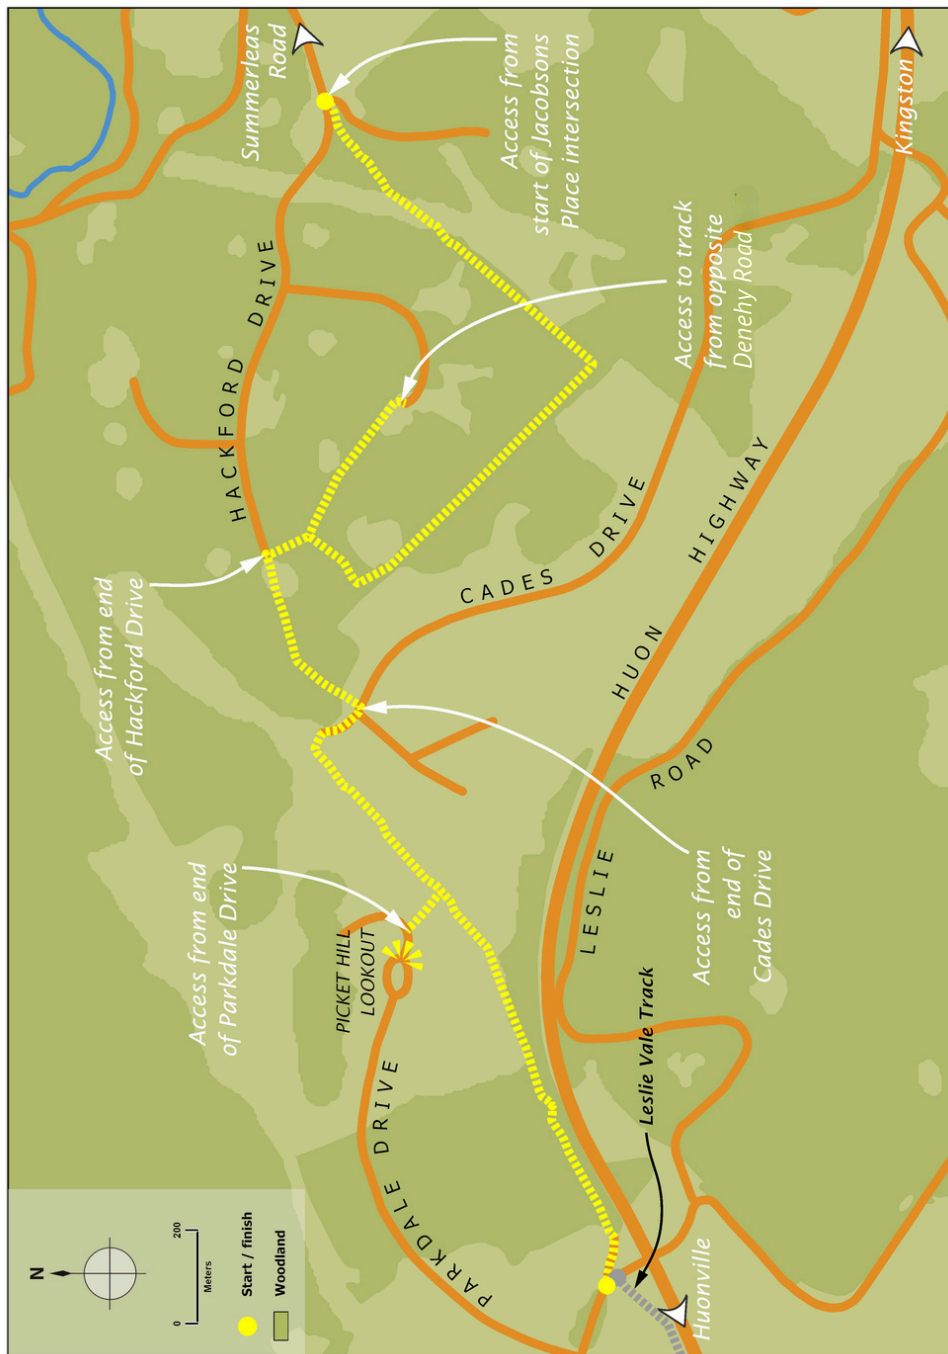 N
0
200
Meters
Start / finish
Woodland
PARKDALE DRIVE
PICKET HILL
LOOKOUT
Access from end
of Parkdale Drive
Access from end
of Hackford Drive
HACKFORD DRIVE
Summerleas
Road
Access from
start of Jacobsons
Place intersection
Access to track
from opposite
Denehy Road
Kingston
CADES DRIVE
HUON HIGHWAY
LESLIE ROAD
Access from
end of
Cades Drive
Leslie Vale Track
Huonville